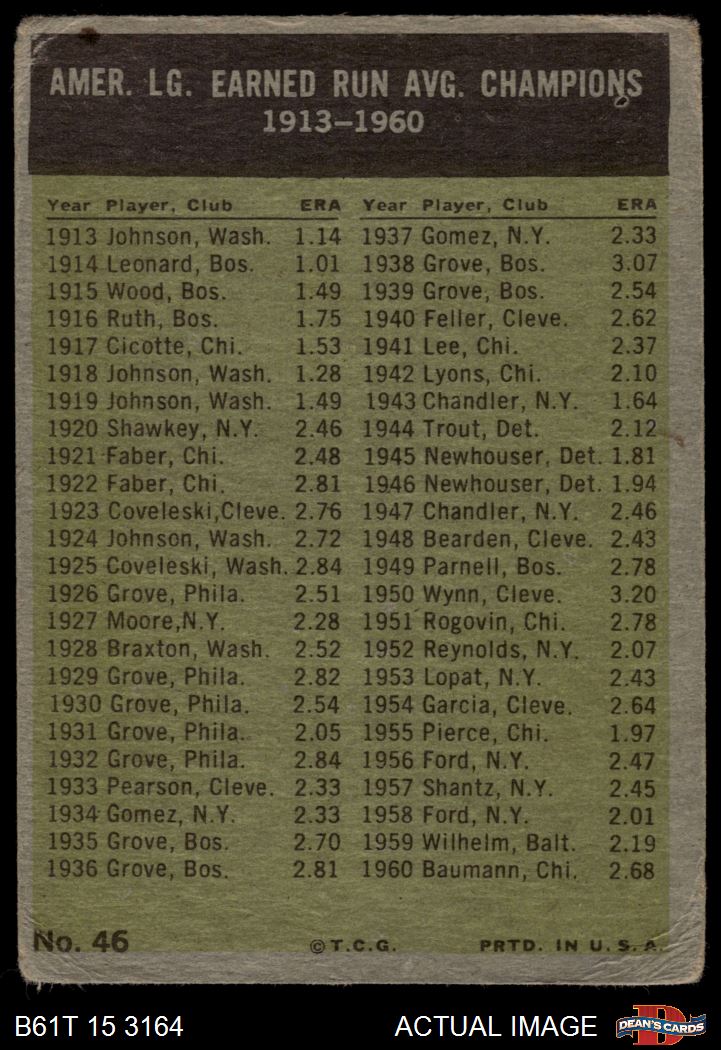 AMER. LG. EARNED RUN AVG. CHAMPIONS
1913-1960
Year Player, Club ERA Year Player, Club ERA
1913 Johnson, Wash. 1.14 1937 Gomez, N.Y. 2.33
1914 Leonard, Bos. 1.01 1938 Grove, Bos. 3.07
1915 Wood, Bos. 1.49 1939 Grove, Bos. 2.54
1916 Ruth, Bos. 1.75 1940 Feller, Cleve. 2.62
1917 Cicotte, Chi. 1.53 1941 Lee, Chi. 2.37
1918 Johnson, Wash. 1.28 1942 Lyons, Chi. 2.10
1919 Johnson, Wash. 1.49 1943 Chandler, N.Y. 1.64
1920 Shawkey, N.Y. 2.46 1944 Trout, Det. 2.12
1921 Faber, Chi. 2.48 1945 Newhouser, Det. 1.81
1922 Faber, Chi. 2.81 1946 Newhouser, Det. 1.94
1923 Coveleski,Cleve. 2.76 1947 Chandler, N.Y. 2.46
1924 Johnson, Wash. 2.72 1948 Bearden, Cleve. 2.43
1925 Coveleski, Wash. 2.84 1949 Parnell, Bos. 2.78
1926 Grove, Phila. 2.51 1950 Wynn, Cleve. 3.20
1927 Moore,N.Y. 2.28 1951 Rogovin, Chi. 2.78
1928 Braxton, Wash. 2.52 1952 Reynolds, N.Y. 2.07
1929 Grove, Phila. 2.82 1953 Lopat, N.Y. 2.43
1930 Grove, Phila. 2.54 1954 Garcia, Cleve. 2.64
1931 Grove, Phila. 2.05 1955 Pierce, Chi. 1.97
1932 Grove, Phila. 2.84 1956 Ford, N.Y. 2.47
1933 Pearson, Cleve. 2.33 1957 Shantz, N.Y. 2.45
1934 Gomez, N.Y. 2.33 1958 Ford, N.Y. 2.01
1935 Grove, Bos. 2.70 1959 Wilhelm, Balt. 2.19
1936 Grove, Bos. 2.81 1960 Baumann, Chi. 2.68
No. 46 ©T.C.G. PRTD. IN U.S.A.
B61T 15 3164 ACTUAL IMAGE DEAN'S CARDS